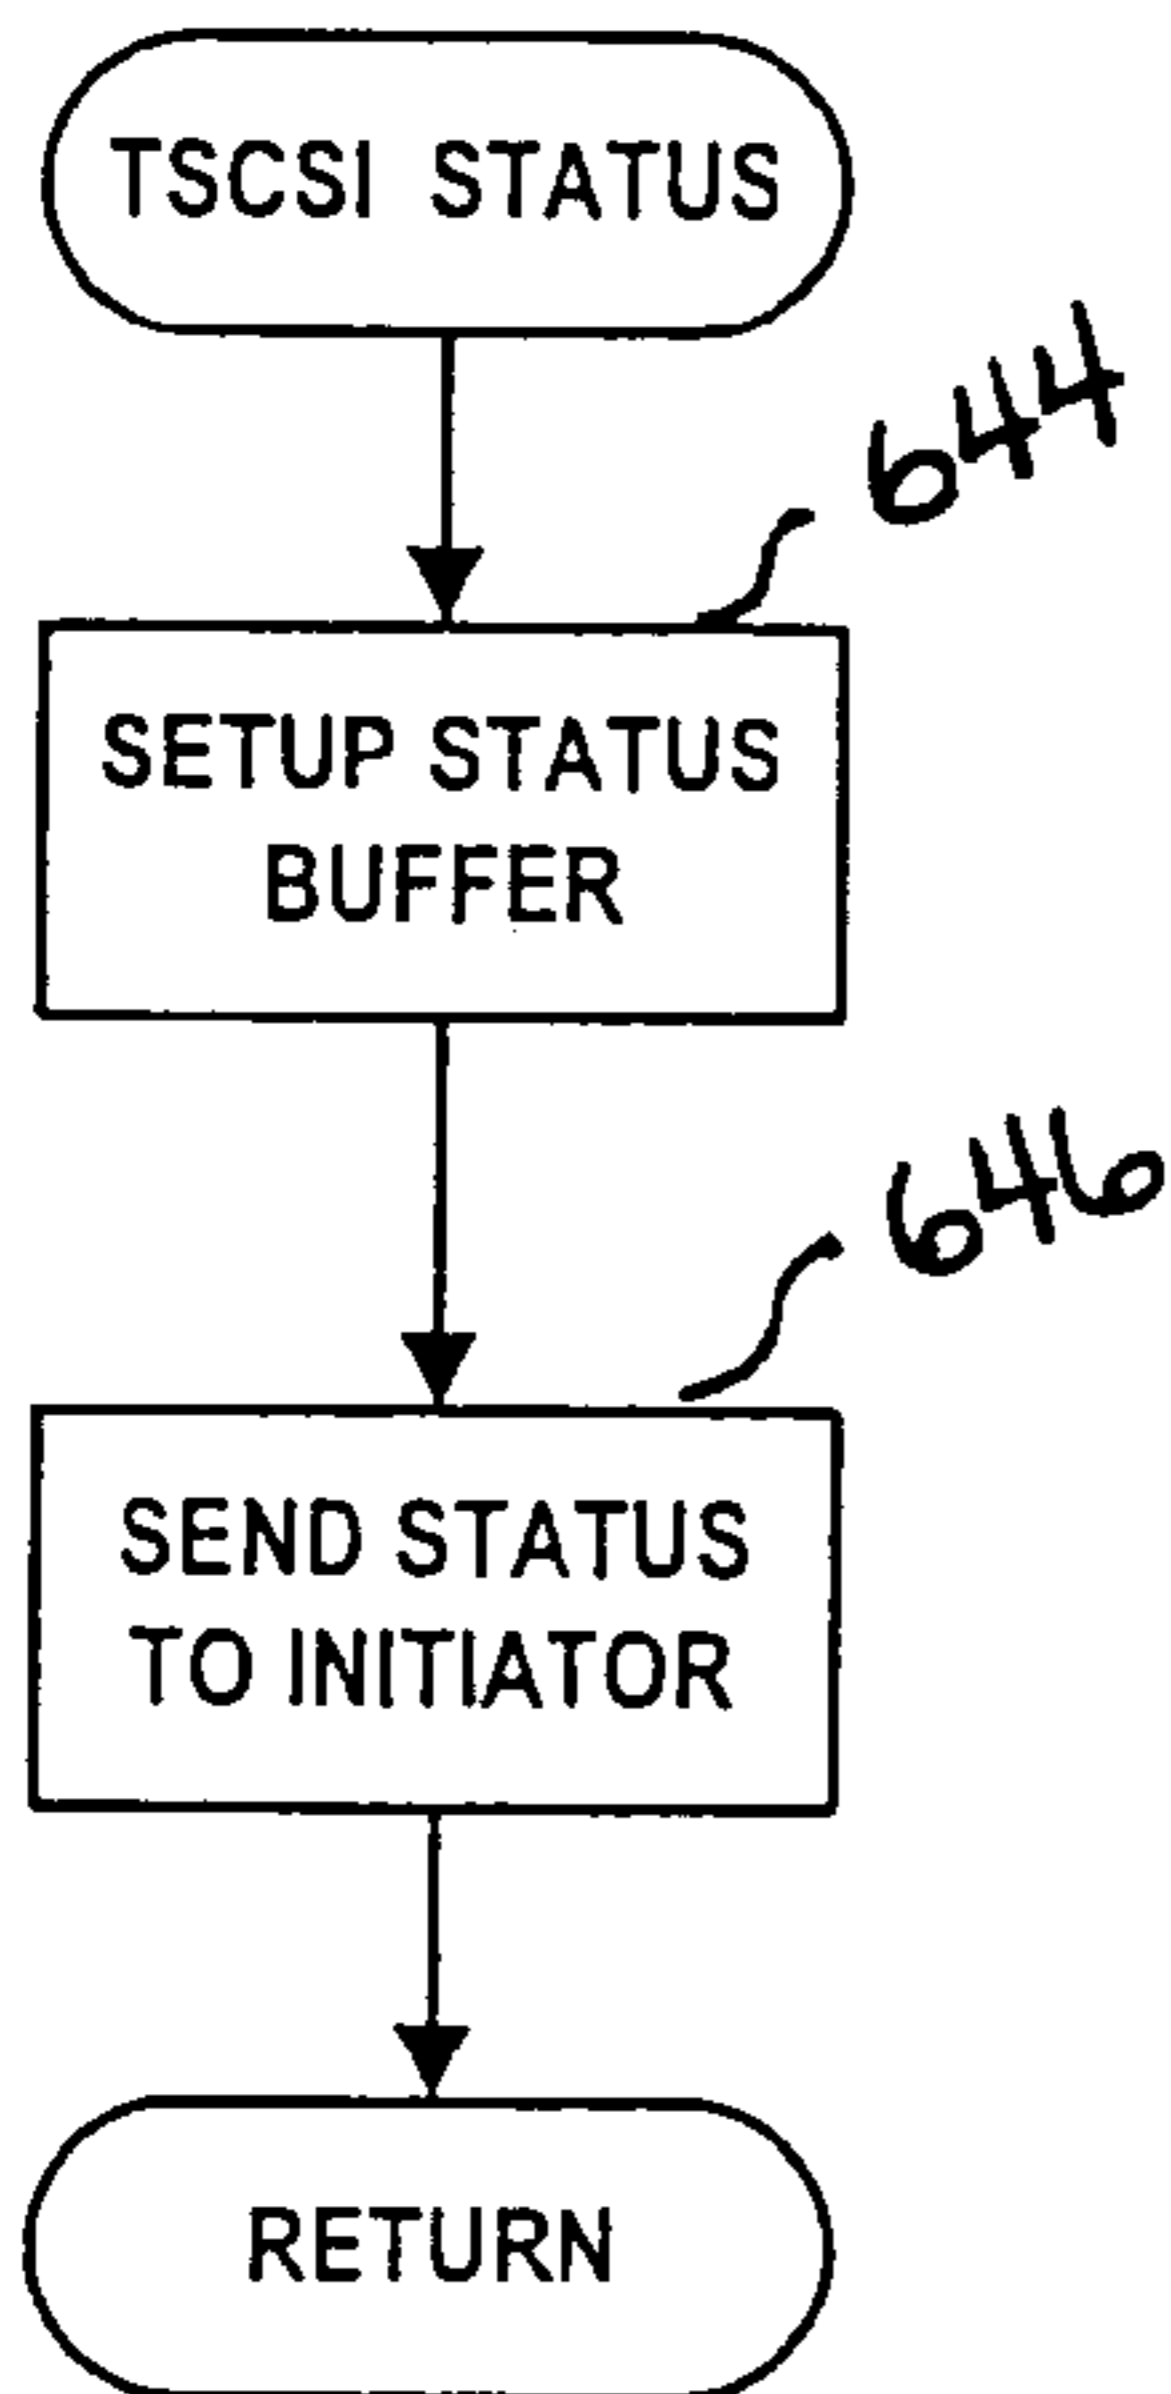 TSCSI STATUS
644
SETUP STATUS
BUFFER
646
SEND STATUS
TO INITIATOR
RETURN